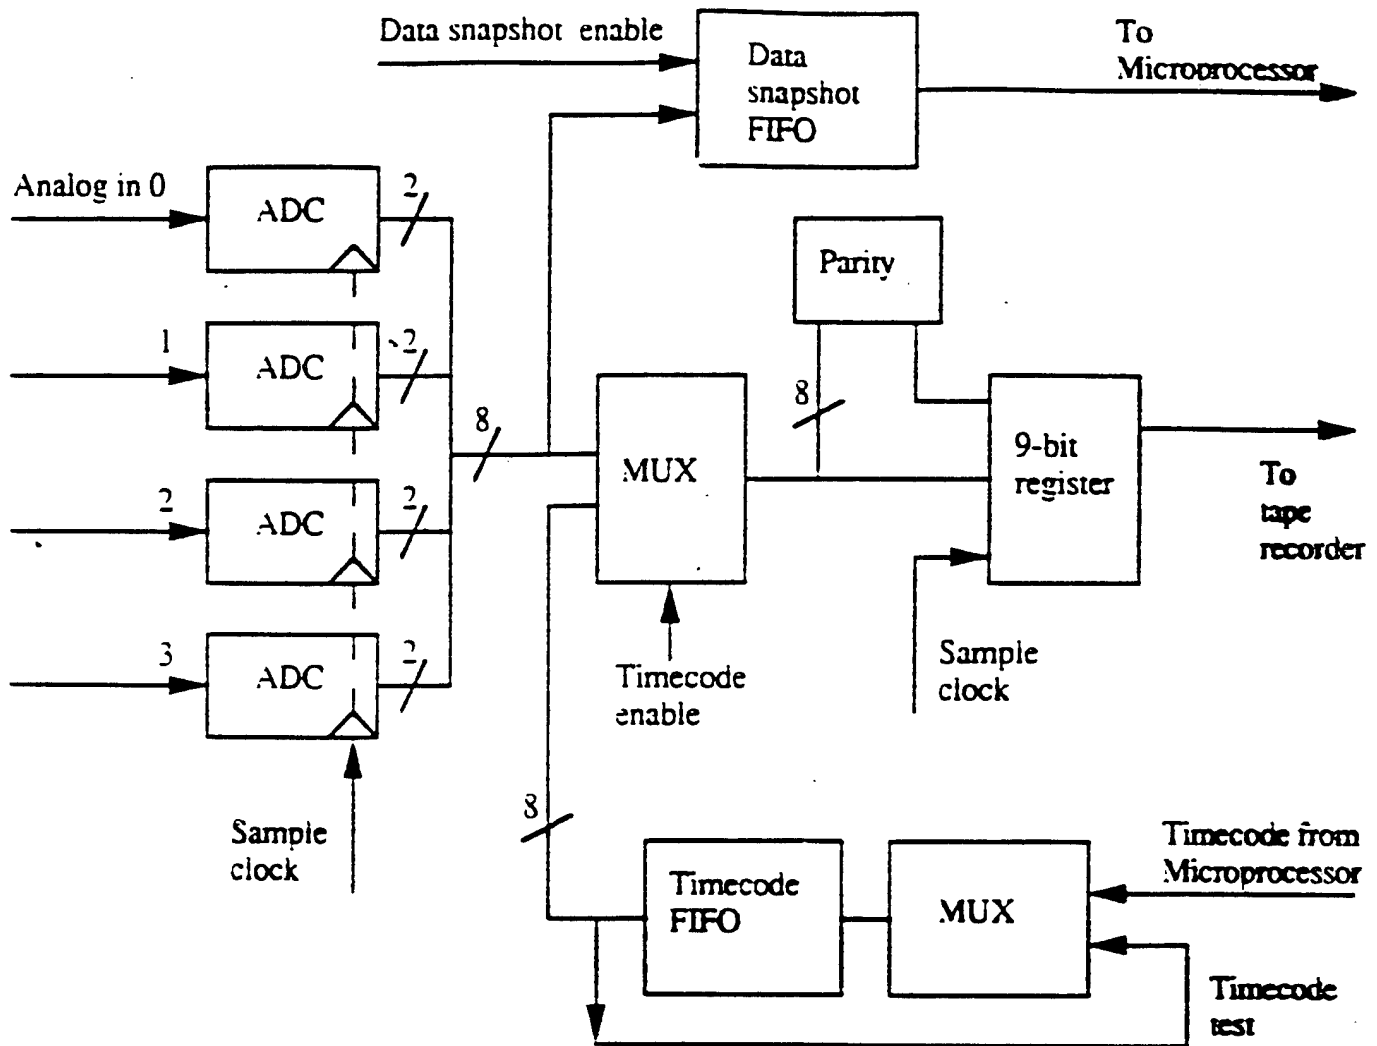 Data snapshot enable
Data
snapshot
FIFO
To
Microprocessor
Analog in 0
ADC
2
Parity
1
ADC
2
8
8
MUX
9-bit
register
To
tape
recorder
2
ADC
2
3
ADC
2
Timecode
enable
Sample
clock
Sample
clock
8
Timecode
FIFO
MUX
Timecode from
Microprocessor
Timecode
test